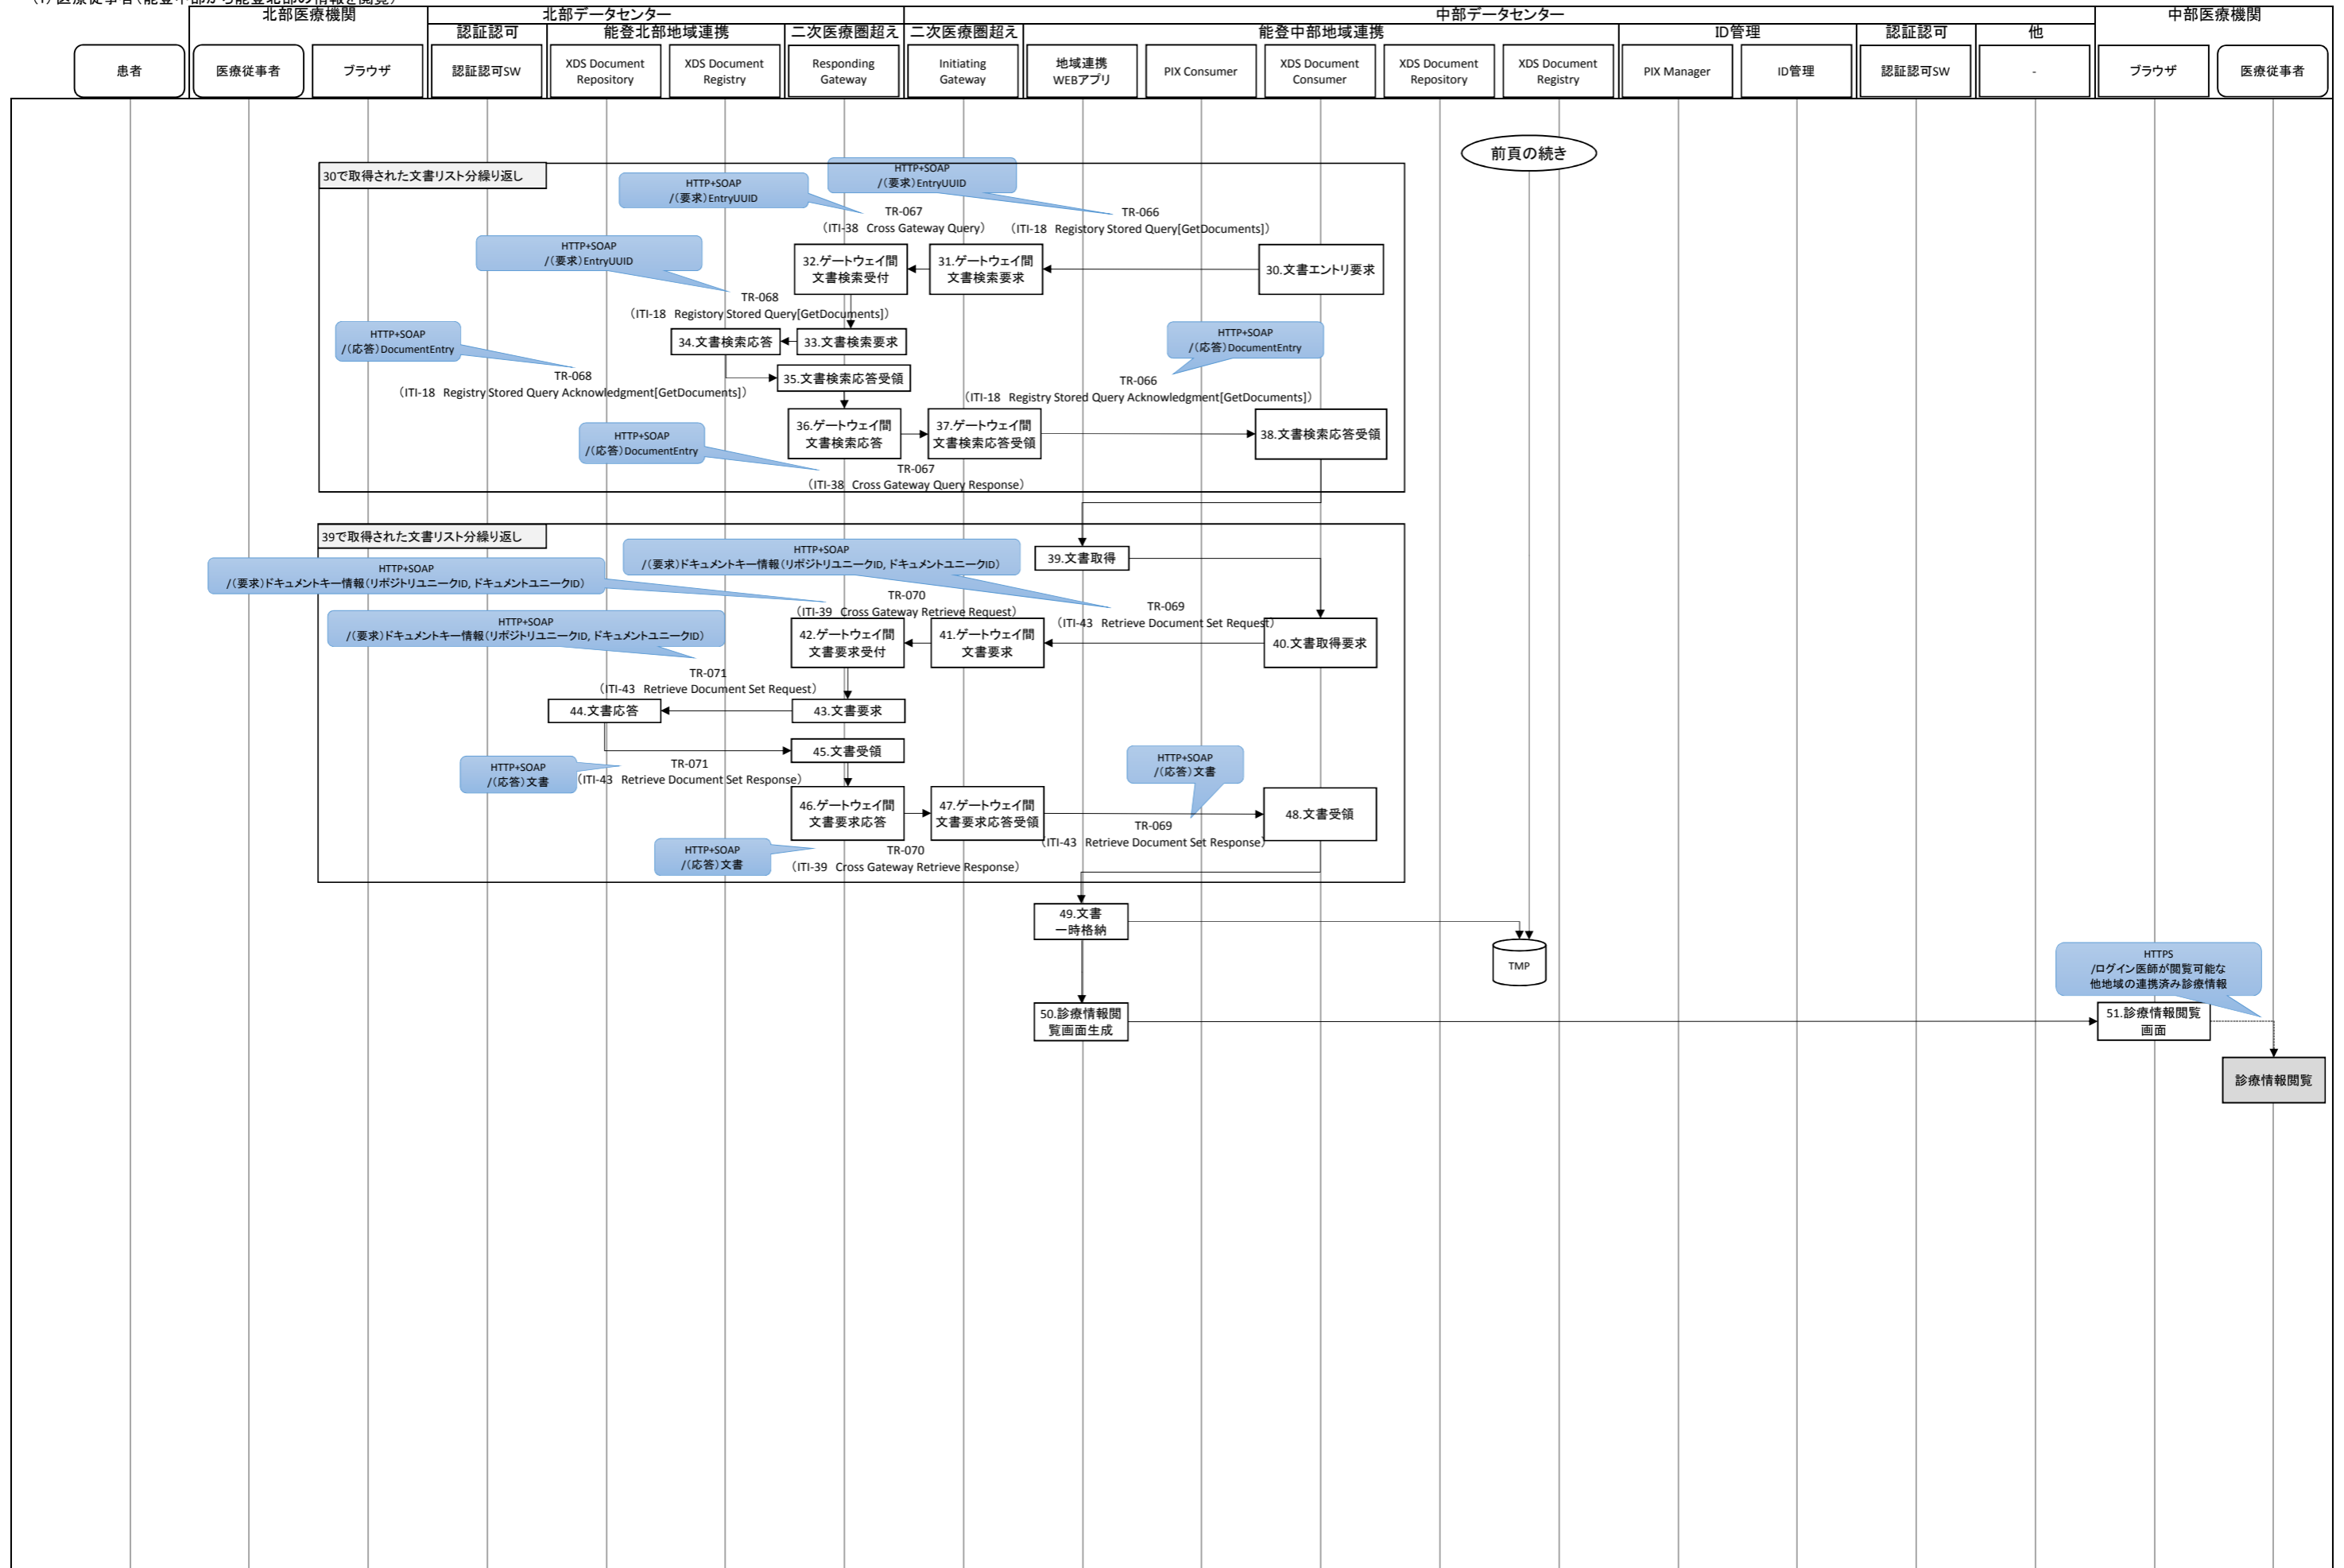 (1) 医療従事者（能登中部から能登北部の情報を閲覧）
北部医療機関
北部データセンター
中部データセンター
中部医療機関
認証認可
能登北部地域連携
二次医療圏超え
二次医療圏超え
能登中部地域連携
ID管理
認証認可
他
患者
医療従事者
ブラウザ
認証認可SW
XDS Document
Repository
XDS Document
Registry
Responding
Gateway
Initiating
Gateway
地域連携
WEBアプリ
PIX Consumer
XDS Document
Consumer
XDS Document
Repository
XDS Document
Registry
PIX Manager
ID管理
認証認可SW
-
ブラウザ
医療従事者
前頁の続き
30で取得された文書リスト分繰り返し
HTTP+SOAP
/（要求）EntryUUID
HTTP+SOAP
/（要求）EntryUUID
TR-067
（ITI-38 Cross Gateway Query）
TR-066
（ITI-18 Registory Stored Query[GetDocuments]）
HTTP+SOAP
/（要求）EntryUUID
32.ゲートウェイ間
文書検索受付
31.ゲートウェイ間
文書検索要求
30.文書エントリ要求
TR-068
（ITI-18 Registory Stored Query[GetDocuments]）
HTTP+SOAP
/（応答）DocumentEntry
34.文書検索応答
33.文書検索要求
HTTP+SOAP
/（応答）DocumentEntry
TR-068
（ITI-18 Registry Stored Query Acknowledgment[GetDocuments]）
35.文書検索応答受領
TR-066
（ITI-18 Registry Stored Query Acknowledgment[GetDocuments]）
36.ゲートウェイ間
文書検索応答
37.ゲートウェイ間
文書検索応答受領
38.文書検索応答受領
HTTP+SOAP
/（応答）DocumentEntry
TR-067
（ITI-38 Cross Gateway Query Response）
39で取得された文書リスト分繰り返し
HTTP+SOAP
/（要求）ドキュメントキー情報（リポジトリユニークID, ドキュメントユニークID）
39.文書取得
HTTP+SOAP
/（要求）ドキュメントキー情報（リポジトリユニークID, ドキュメントユニークID）
TR-070
（ITI-39 Cross Gateway Retrieve Request）
TR-069
（ITI-43 Retrieve Document Set Request）
HTTP+SOAP
/（要求）ドキュメントキー情報（リポジトリユニークID, ドキュメントユニークID）
42.ゲートウェイ間
文書要求受付
41.ゲートウェイ間
文書要求
40.文書取得要求
TR-071
（ITI-43 Retrieve Document Set Request）
44.文書応答
43.文書要求
45.文書受領
HTTP+SOAP
/（応答）文書
TR-071
（ITI-43 Retrieve Document Set Response）
HTTP+SOAP
/（応答）文書
46.ゲートウェイ間
文書要求応答
47.ゲートウェイ間
文書要求応答受領
48.文書受領
TR-069
（ITI-43 Retrieve Document Set Response）
HTTP+SOAP
/（応答）文書
TR-070
（ITI-39 Cross Gateway Retrieve Response）
49.文書
一時格納
TMP
HTTPS
/ログイン医師が閲覧可能な
他地域の連携済み診療情報
50.診療情報閲
覧画面生成
51.診療情報閲覧
画面
診療情報閲覧